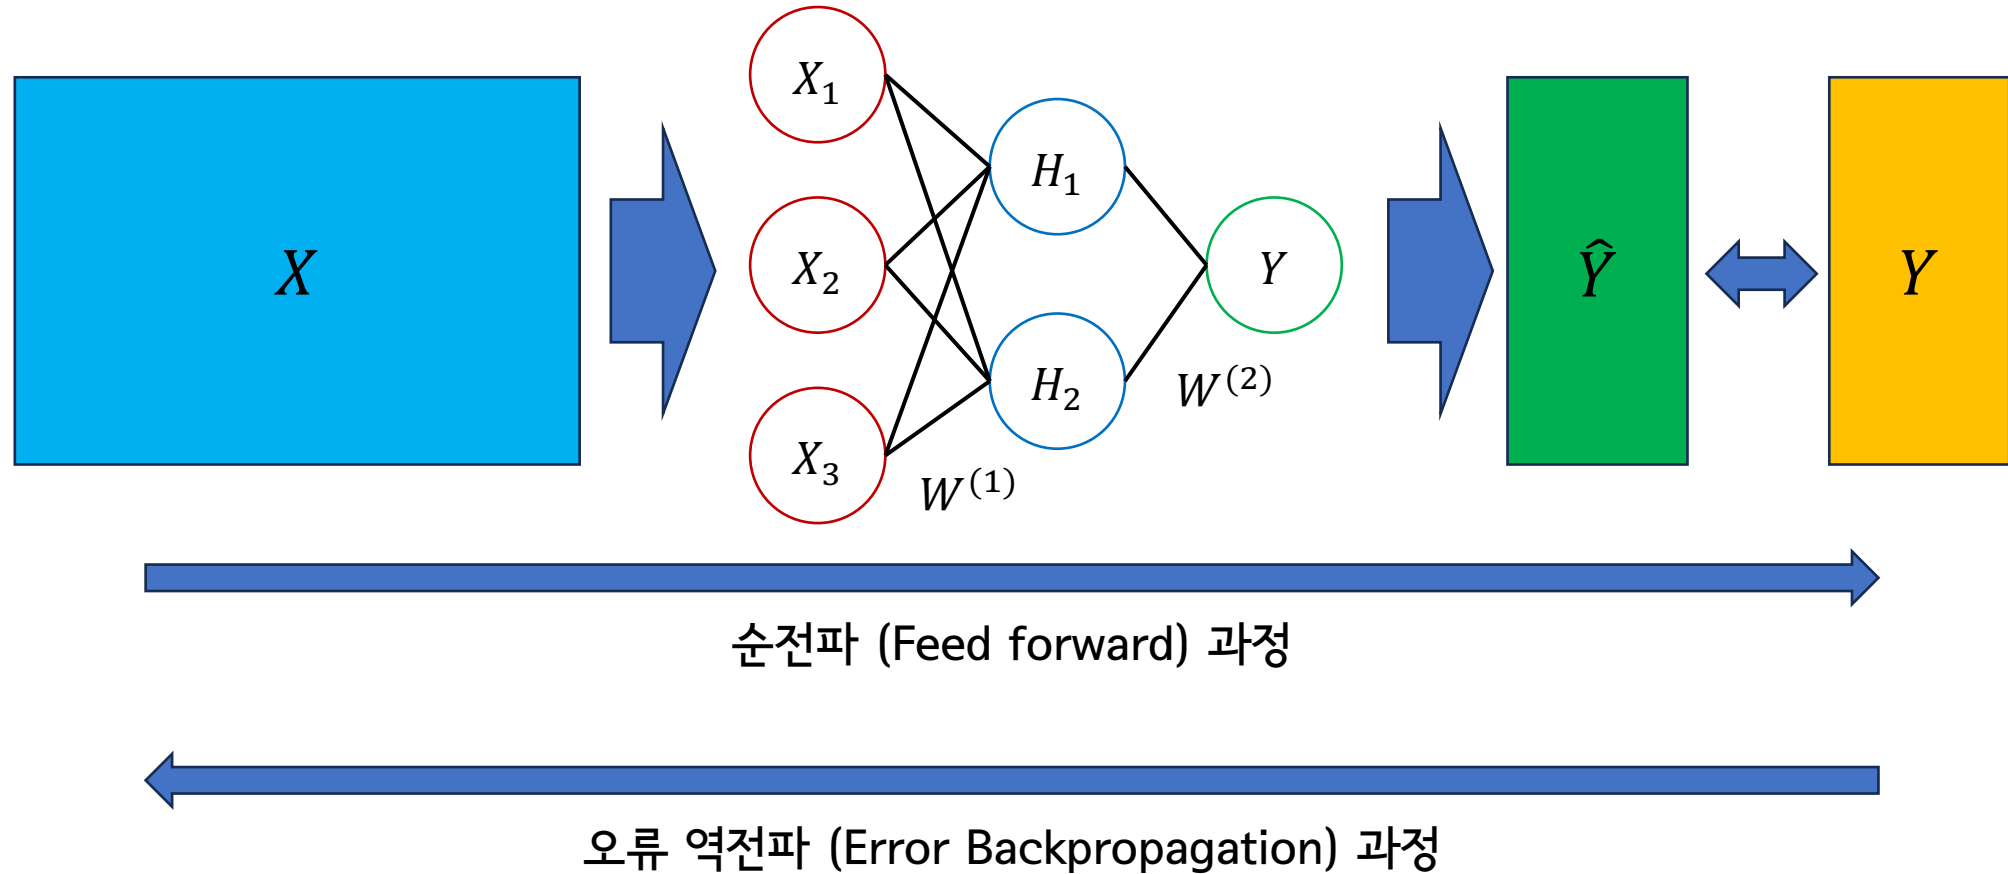 X
X₁
X₂
X₃
W⁽¹⁾
H₁
H₂
W⁽²⁾
Y
Ŷ
Y
순전파 (Feed forward) 과정
오류 역전파 (Error Backpropagation) 과정